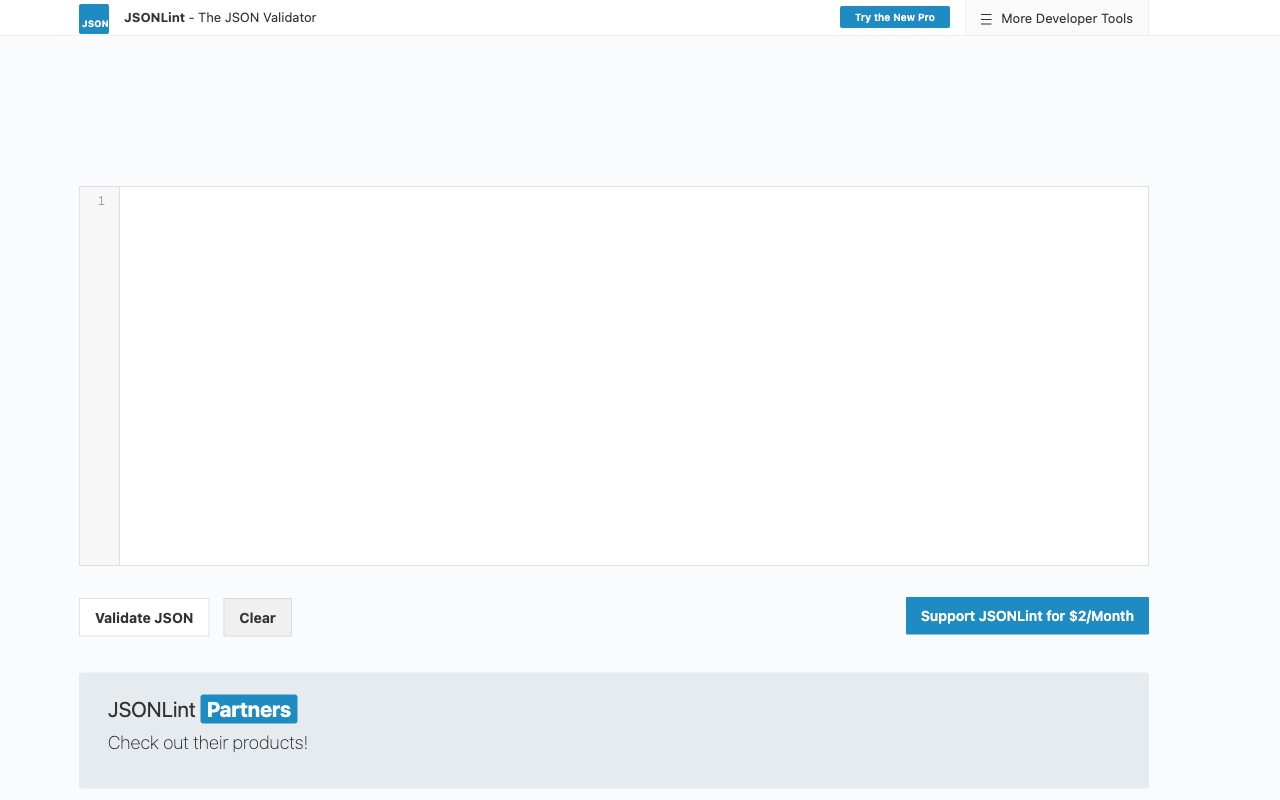 JSON
JSONLint - The JSON Validator
Try the New Pro
More Developer Tools
1
Validate JSON
Clear
Support JSONLint for $2/Month
JSONLint Partners
Check out their products!